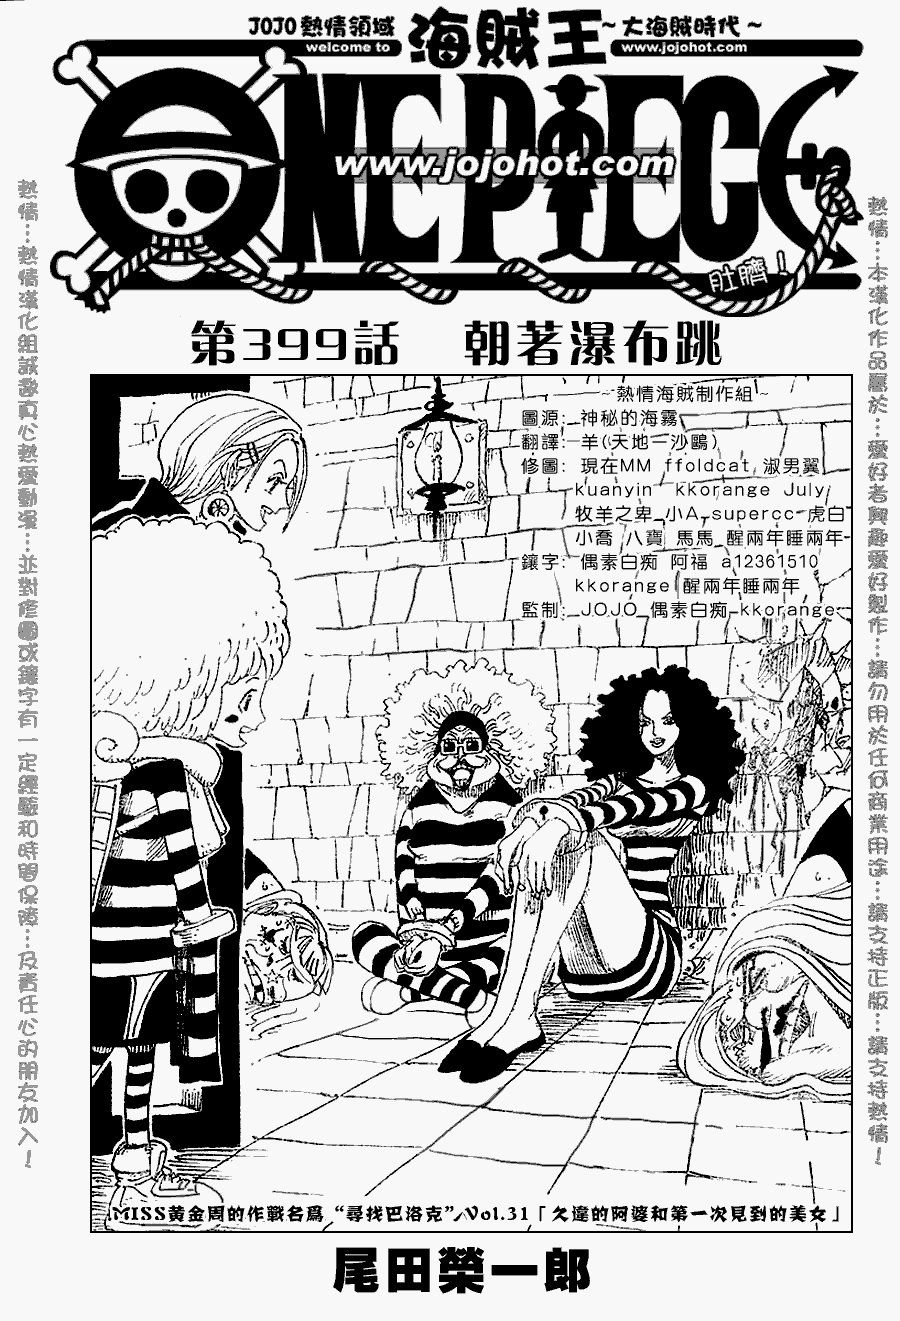 JOJO 熱情領域
welcome to
海賊王
~大海賊時代~
www.jojohot.com
ONE PIECE
www.jojohot.com
肚臍！
第399話 朝著瀑布跳
~熱情海賊制作組~
圖源: 神秘的海霧
翻譯: 羊(天地一沙鷗)
修圖: 現在MM ffoldcat 淑男翼
kuanyin kkorange July
牧羊之卑 小A supercc 虎白
小喬 八寶 馬馬 醒兩年睡兩年
鑲字: 偶素白痴 阿福 a12361510
kkorange 醒兩年睡兩年
監制: JOJO 偶素白痴 kkorange
熱情…熱情漢化組誠邀真心熱愛動漫…並對修圖或鑲字有一定經驗和時間保障…及責任心的朋友加入！
熱情…本漢化作品屬於…愛好者興趣愛好製作…請勿用於任何商業用途…請支持正版…請支持熱情！
MISS黃金周的作戰名爲“尋找巴洛克”Vol.31「久違的阿婆和第一次見到的美女」
尾田榮一郎